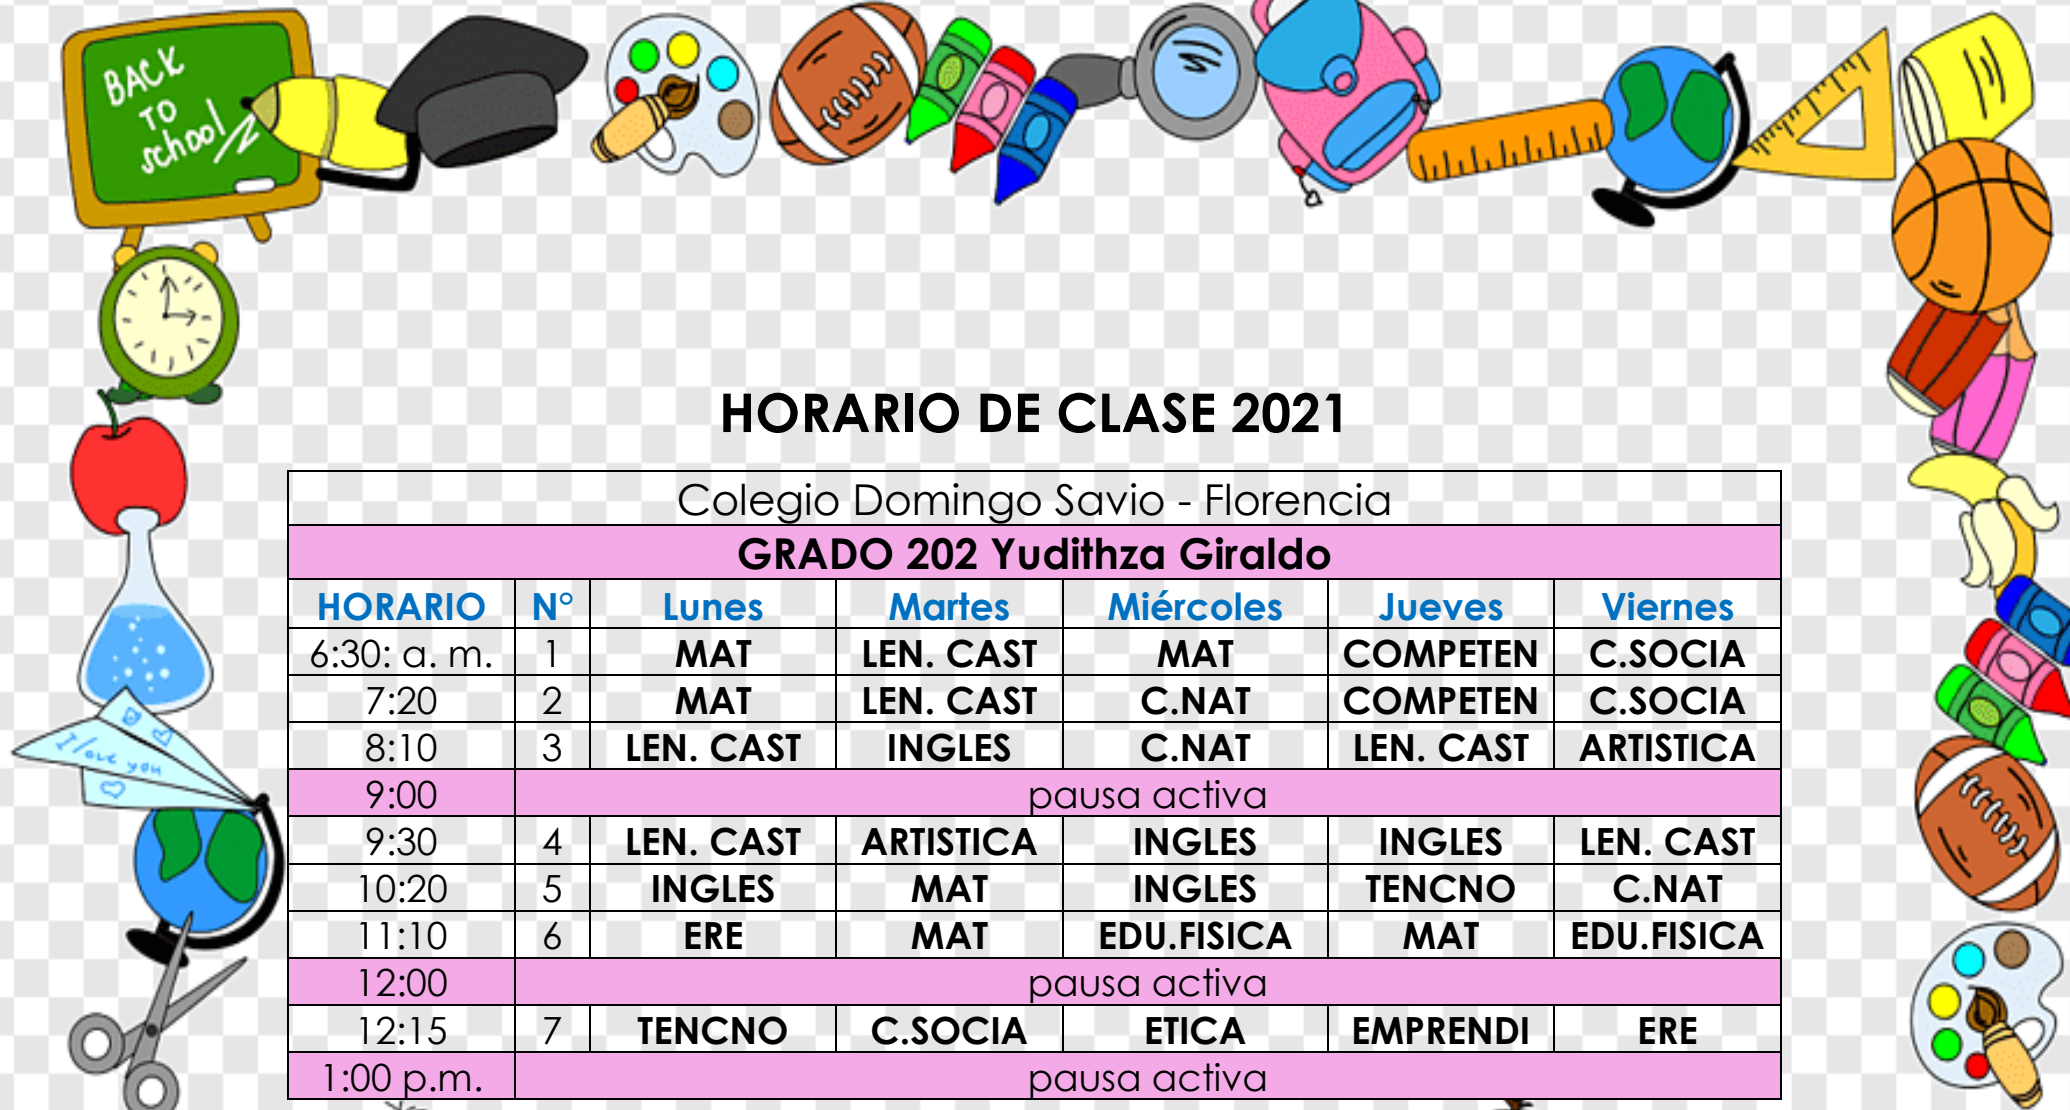 BACK
TO
school
HORARIO DE CLASE 2021
Colegio Domingo Savio - Florencia
GRADO 202 Yudithza Giraldo
HORARIO N° Lunes Martes Miércoles Jueves Viernes
6:30: a. m. 1 MAT LEN. CAST MAT COMPETEN C.SOCIA
7:20 2 MAT LEN. CAST C.NAT COMPETEN C.SOCIA
8:10 3 LEN. CAST INGLES C.NAT LEN. CAST ARTISTICA
9:00 pausa activa
9:30 4 LEN. CAST ARTISTICA INGLES INGLES LEN. CAST
10:20 5 INGLES MAT INGLES TENCNO C.NAT
11:10 6 ERE MAT EDU.FISICA MAT EDU.FISICA
12:00 pausa activa
12:15 7 TENCNO C.SOCIA ETICA EMPRENDI ERE
1:00 p.m. pausa activa
I love you